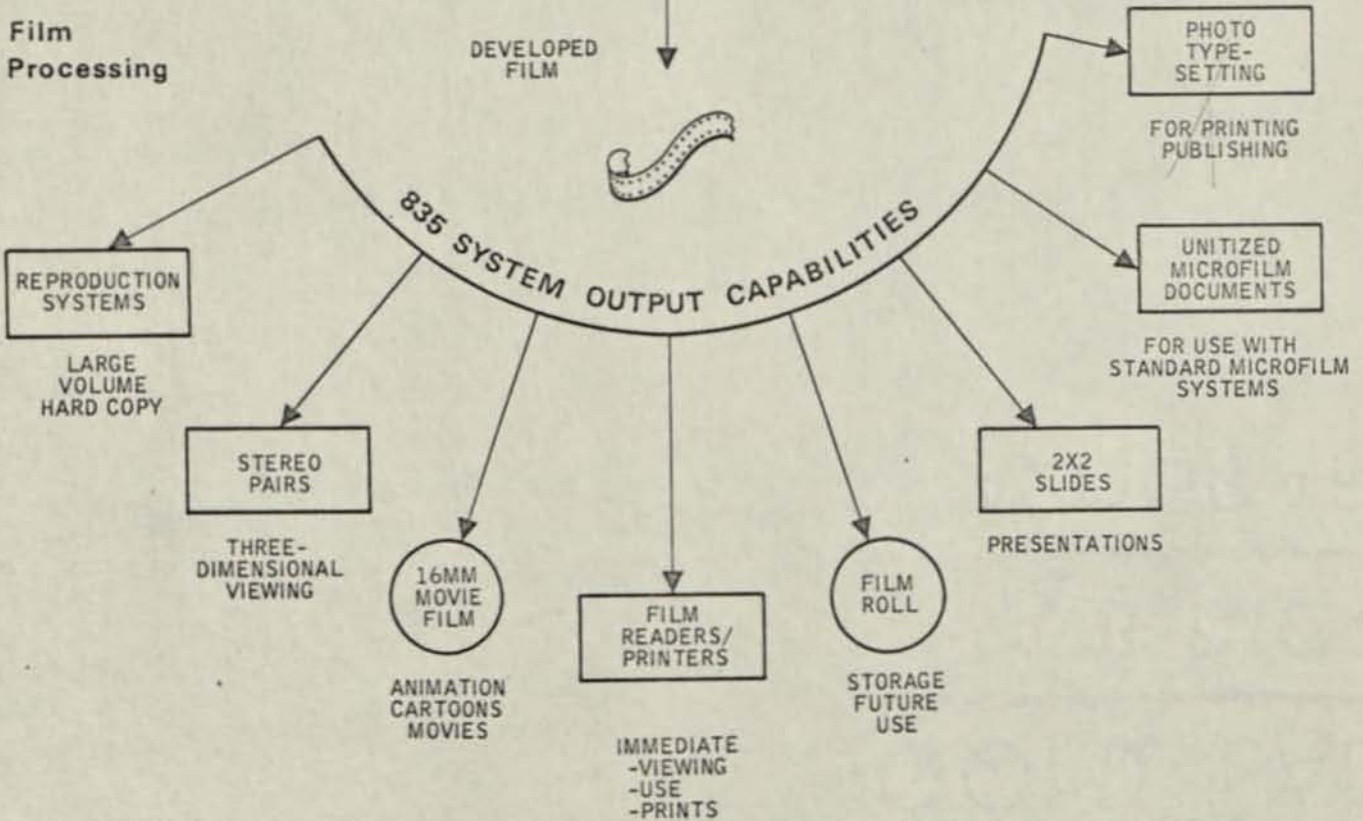 Film
Processing
DEVELOPED
FILM
835 SYSTEM OUTPUT CAPABILITIES
REPRODUCTION
SYSTEMS
LARGE
VOLUME
HARD COPY
STEREO
PAIRS
THREE-
DIMENSIONAL
VIEWING
16MM
MOVIE
FILM
ANIMATION
CARTOONS
MOVIES
FILM
READERS/
PRINTERS
IMMEDIATE
-VIEWING
-USE
-PRINTS
FILM
ROLL
STORAGE
FUTURE
USE
2X2
SLIDES
PRESENTATIONS
UNITIZED
MICROFILM
DOCUMENTS
FOR USE WITH
STANDARD MICROFILM
SYSTEMS
PHOTO
TYPE-
SETTING
FOR PRINTING
PUBLISHING